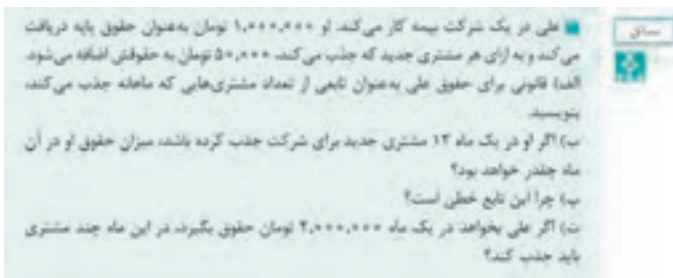 مسائل
علی در یک شرکت بیمه کار می‌کند. او ۱,۰۰۰,۰۰۰ تومان به‌عنوان حقوق پایه دریافت
می‌کند و به ازای هر مشتری جدید که جذب می‌کند، ۵۰,۰۰۰ تومان به حقوقش اضافه می‌شود.
الف) قانونی برای حقوق علی به‌عنوان تابعی از تعداد مشتری‌هایی که ماهانه جذب می‌کند،
بنویسید.
ب) اگر او در یک ماه ۱۳ مشتری جدید برای شرکت جذب کرده باشد، میزان حقوق او در آن
ماه چقدر خواهد بود؟
پ) چرا این تابع خطی است؟
ت) اگر علی بخواهد در یک ماه ۲,۰۰۰,۰۰۰ تومان حقوق بگیرد، در این ماه چند مشتری
باید جذب کند؟